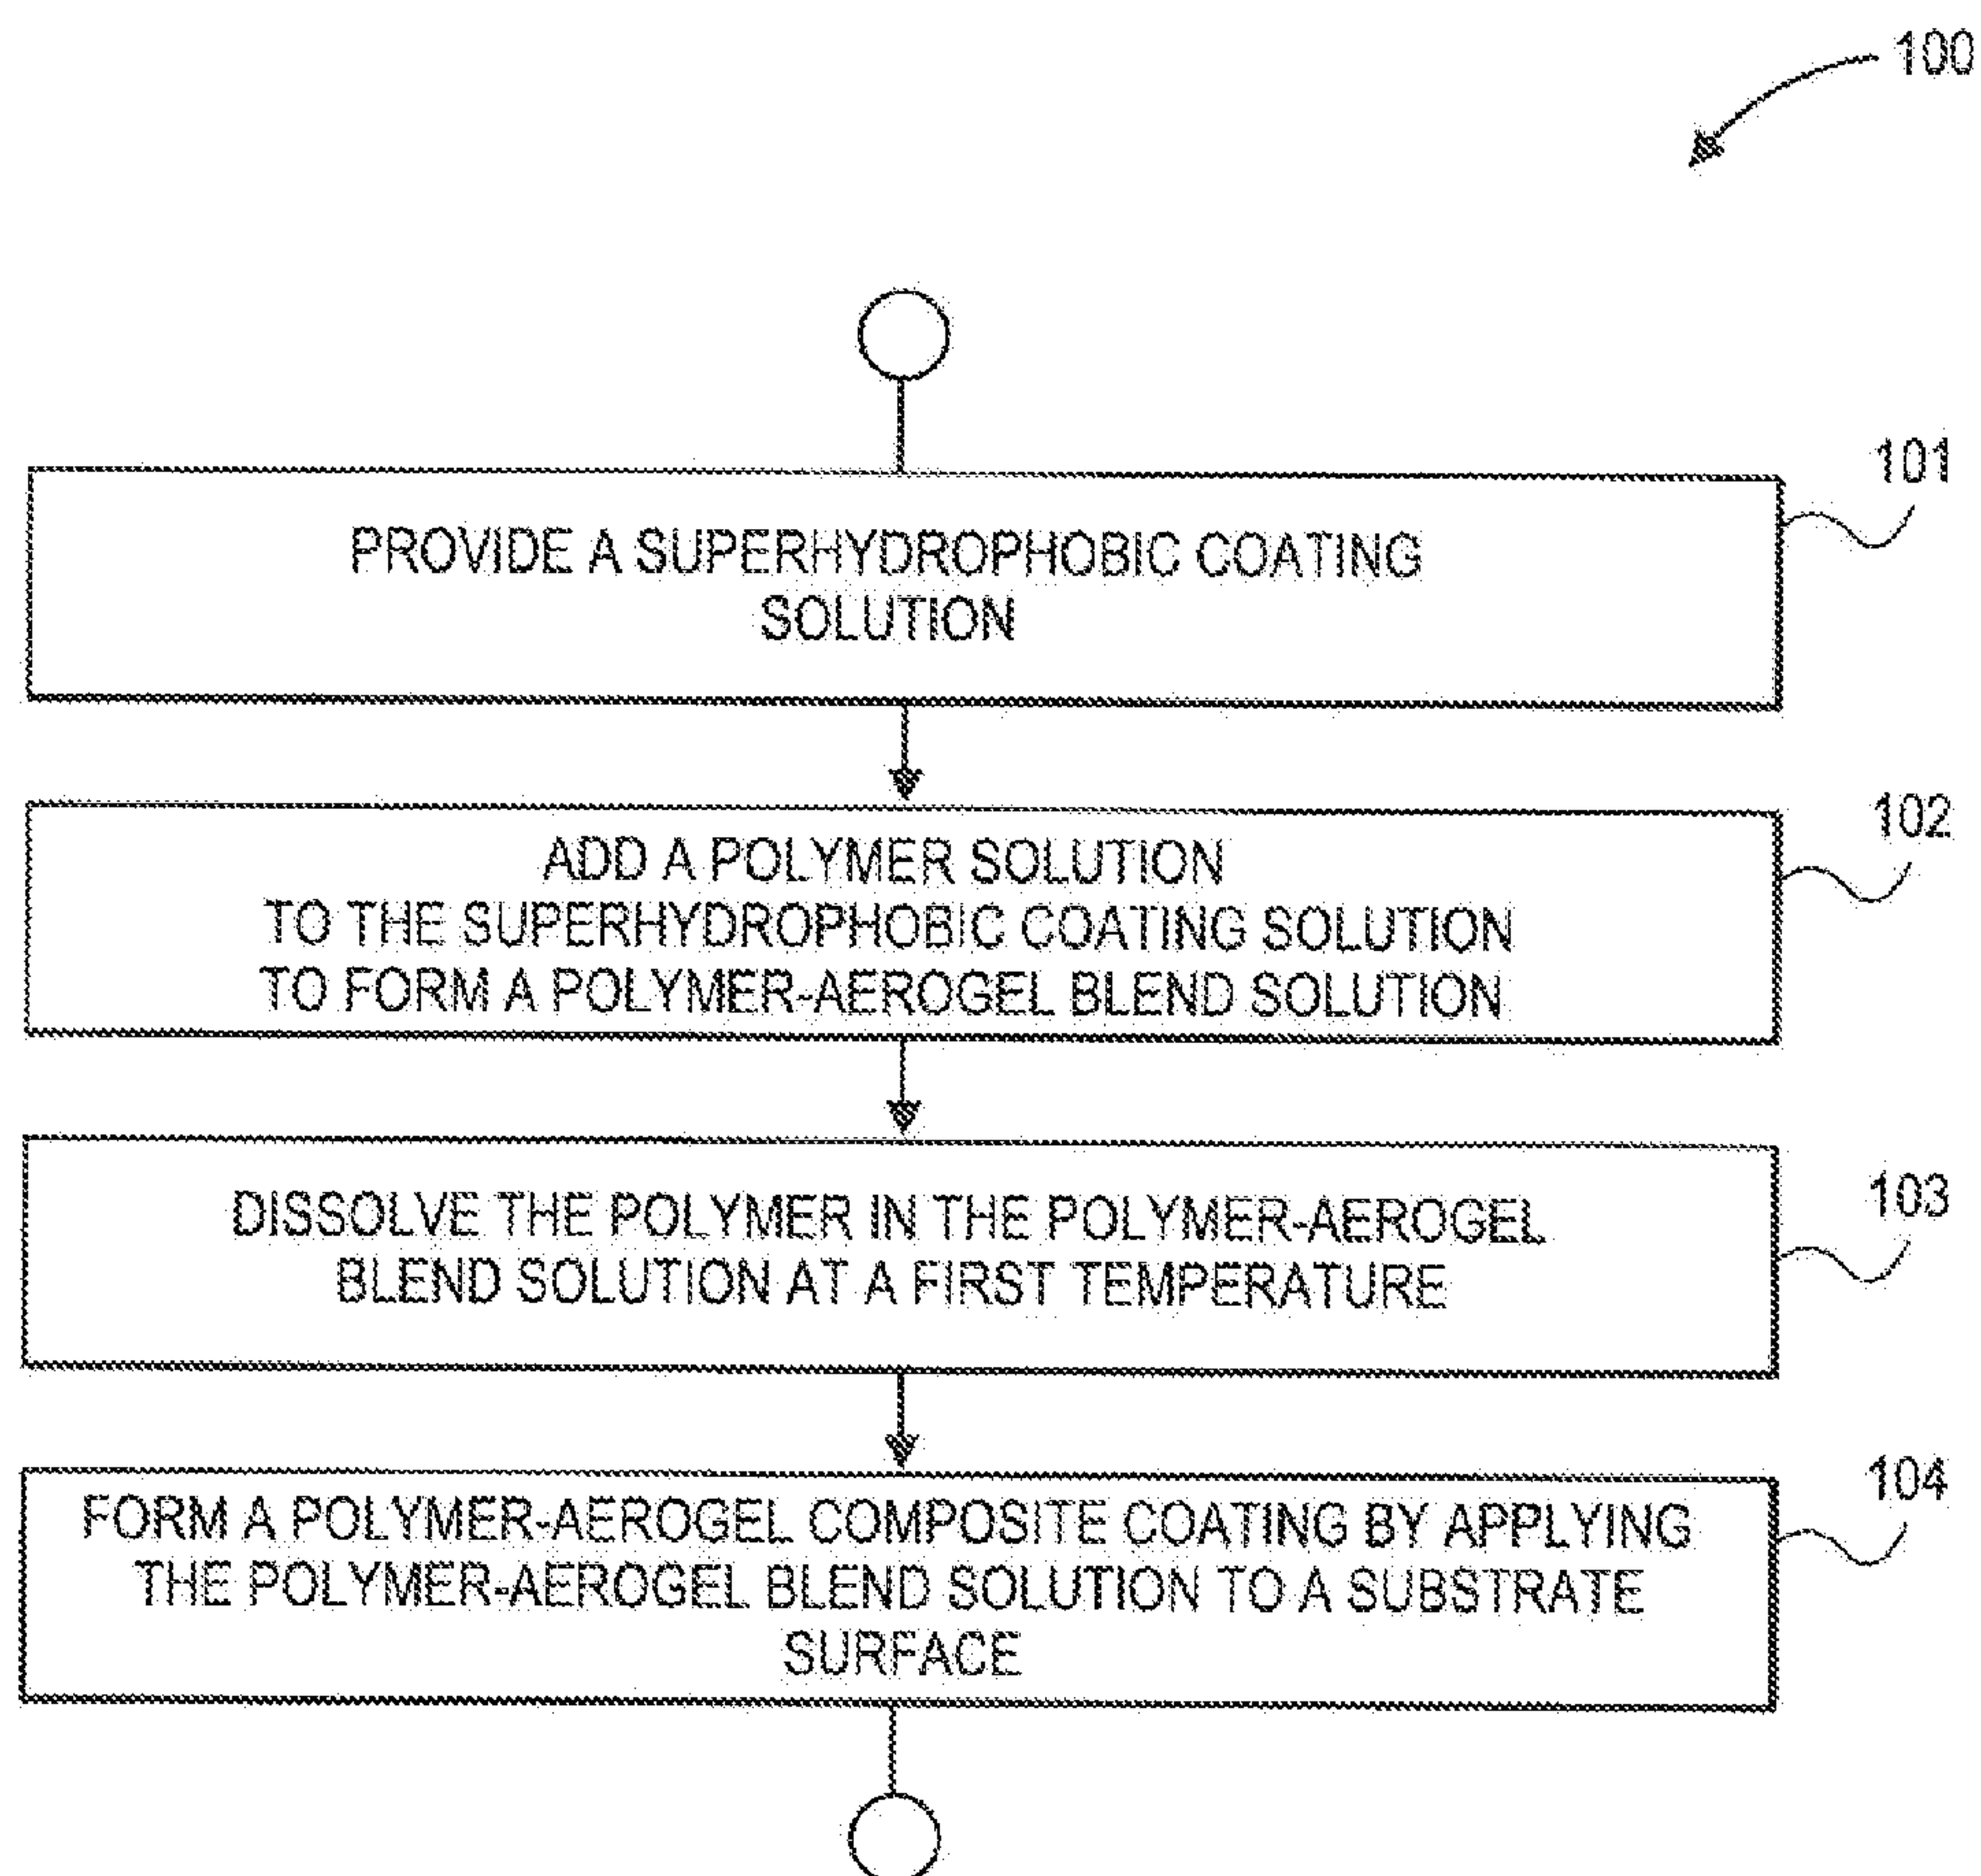 100
101
PROVIDE A SUPERHYDROPHOBIC COATING
SOLUTION
102
ADD A POLYMER SOLUTION
TO THE SUPERHYDROPHOBIC COATING SOLUTION
TO FORM A POLYMER-AEROGEL BLEND SOLUTION
103
DISSOLVE THE POLYMER IN THE POLYMER-AEROGEL
BLEND SOLUTION AT A FIRST TEMPERATURE
104
FORM A POLYMER-AEROGEL COMPOSITE COATING BY APPLYING
THE POLYMER-AEROGEL BLEND SOLUTION TO A SUBSTRATE
SURFACE